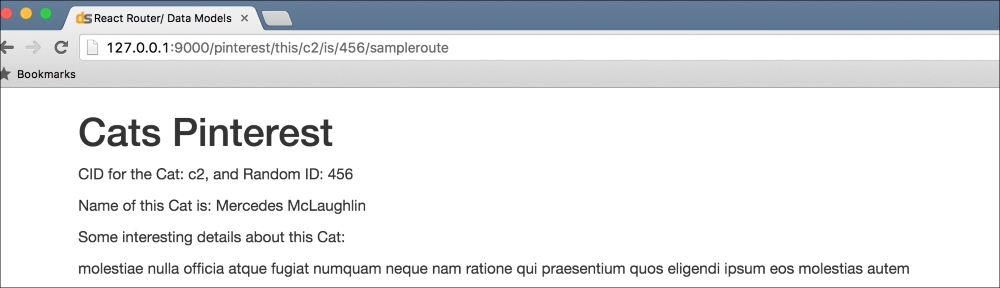 ds React Router/ Data Models
127.0.0.1:9000/pinterest/this/c2/is/456/sampleroute
Bookmarks
Cats Pinterest
CID for the Cat: c2, and Random ID: 456
Name of this Cat is: Mercedes McLaughlin
Some interesting details about this Cat:
molestiae nulla officia atque fugiat numquam neque nam ratione qui praesentium quos eligendi ipsum eos molestias autem